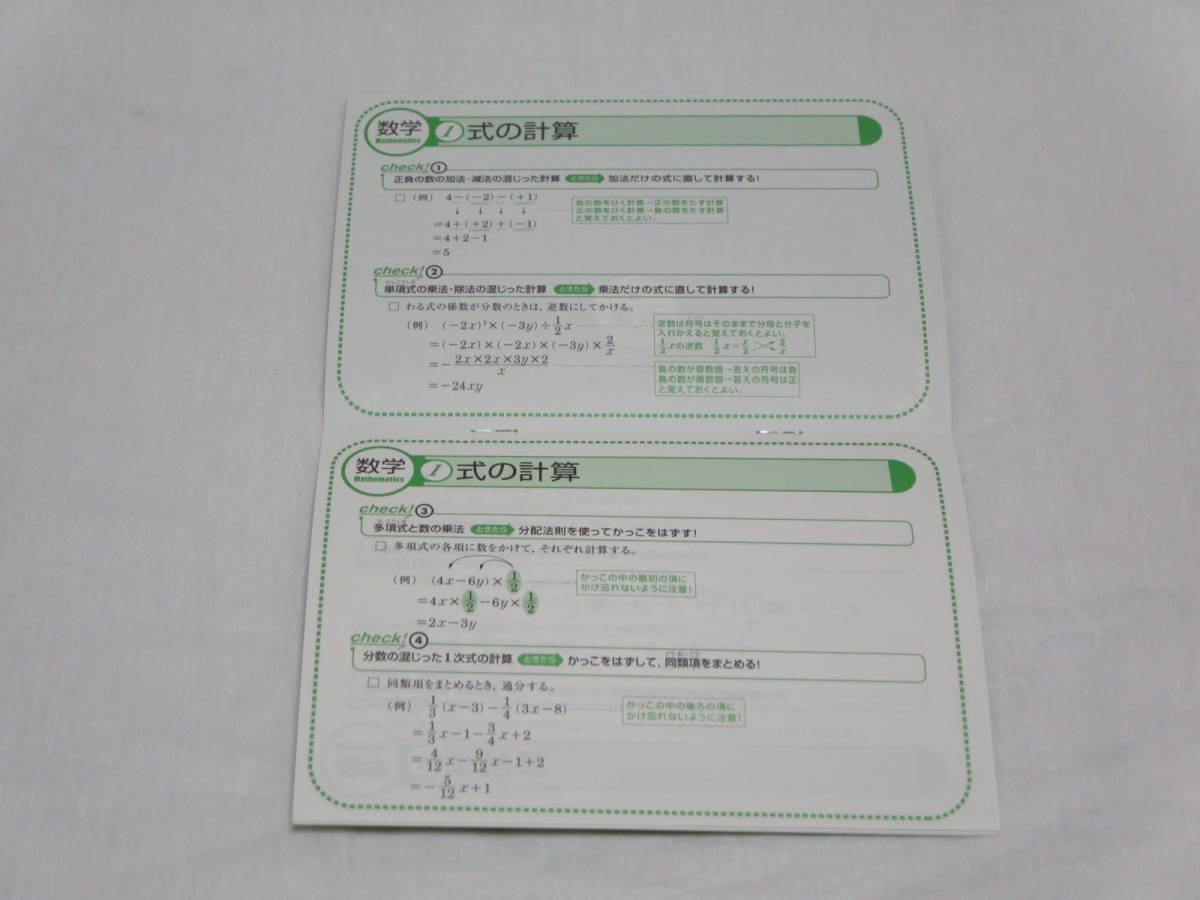 数学
Mathematics
1 式の計算
check! ①
正負の数の加法・減法の混じった計算 ときたら 加法だけの式に直して計算する!
□ (例) 4-(-2)-(+1)
↓ ↓ ↓ ↓
=4+(+2)+(-1)
=4+2-1
=5
負の数をひく計算→正の数をたす計算
正の数をひく計算→負の数をたす計算
と覚えておくとよい。
check! ②
単項式の乗法・除法の混じった計算 ときたら 乗法だけの式に直して計算する!
□ わる式の係数が分数のときは, 逆数にしてかける。
(例) (-2x)²×(-3y)÷1/2x
=(-2x)×(-2x)×(-3y)×2/x
=-2x×2x×3y×2/x
=-24xy
逆数は符号はそのままで分母と分子を
入れかえると覚えておくとよい。
1/2xの逆数 1/2x=x/2 2/x
負の数が奇数個→答えの符号は負
負の数が偶数個→答えの符号は正
と覚えておくとよい。
数学
Mathematics
1 式の計算
check! ③
多項式と数の乗法 ときたら 分配法則を使ってかっこをはずす!
□ 多項式の各項に数をかけて, それぞれ計算する。
(例) (4x-6y)×1/2
=4x×1/2-6y×1/2
=2x-3y
かっこの中の最初の項に
かけ忘れないように注意!
check! ④
分数の混じった1次式の計算 ときたら かっこをはずして, 同類項をまとめる!
□ 同類項をまとめるとき, 通分する。
(例) 1/3(x-3)-1/4(3x-8)
=1/3x-1-3/4x+2
=4/12x-9/12x-1+2
=-5/12x+1
かっこの中の後ろの項に
かけ忘れないように注意!